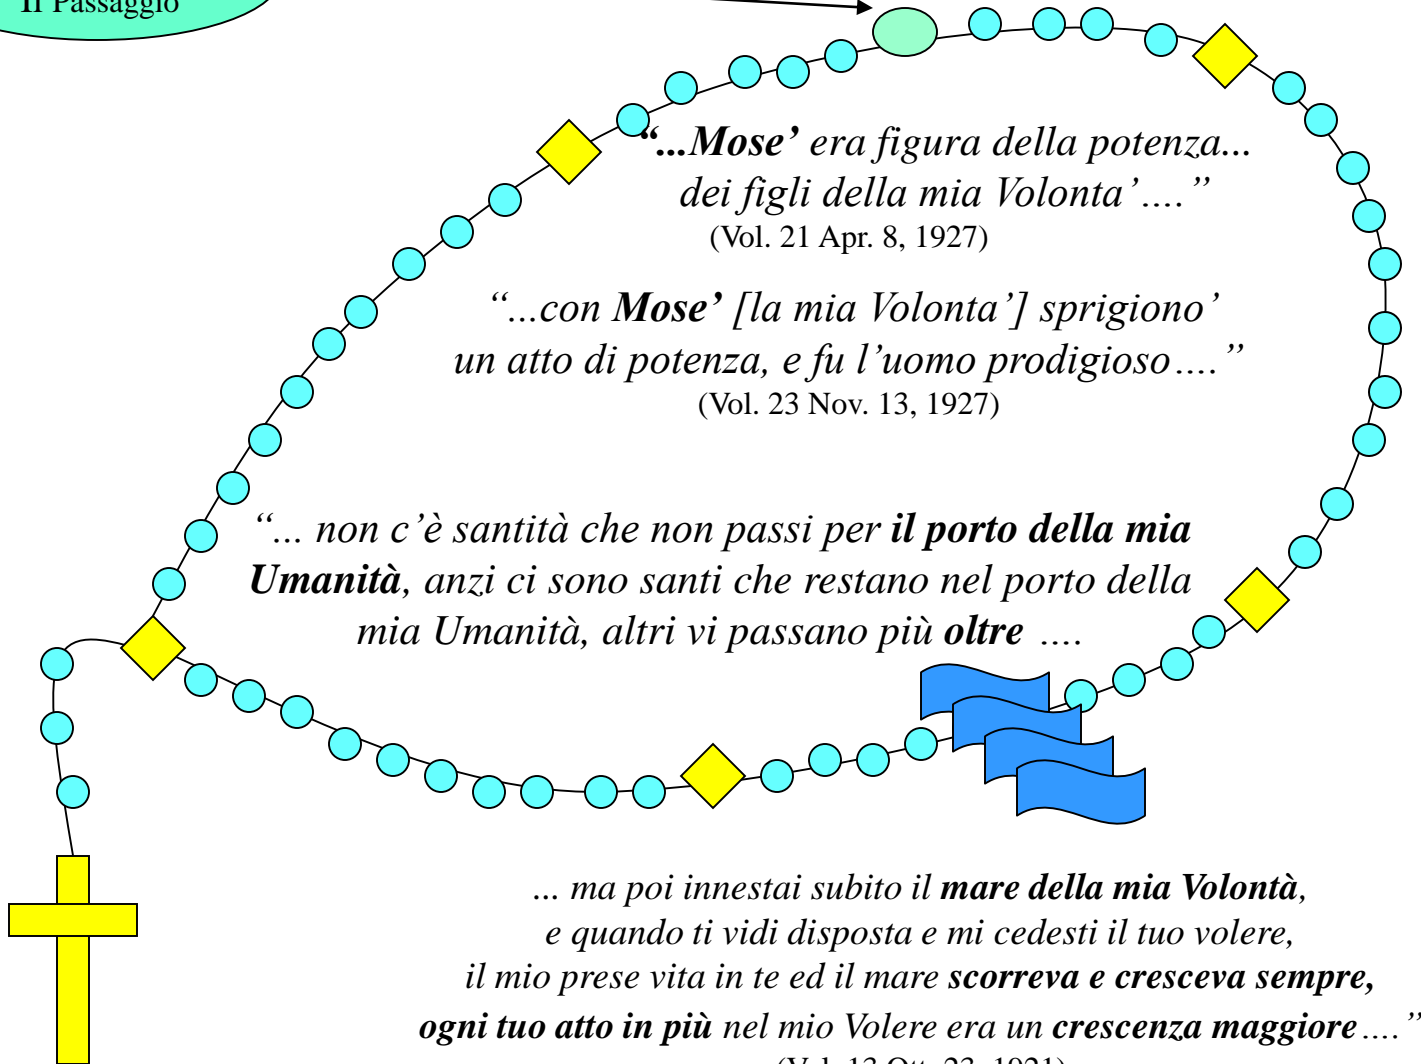 Il Passaggio
“...Mose’ era figura della potenza...
dei figli della mia Volonta’....”
(Vol. 21 Apr. 8, 1927)
“...con Mose’ [la mia Volonta’] sprigiono’
un atto di potenza, e fu l’uomo prodigioso....”
(Vol. 23 Nov. 13, 1927)
“... non c’è santità che non passi per il porto della mia
Umanità, anzi ci sono santi che restano nel porto della
mia Umanità, altri vi passano più oltre ....
... ma poi innestai subito il mare della mia Volontà,
e quando ti vidi disposta e mi cedesti il tuo volere,
il mio prese vita in te ed il mare scorreva e cresceva sempre,
ogni tuo atto in più nel mio Volere era un crescenza maggiore....”
(Vol. 13 Ott. 23, 1921)